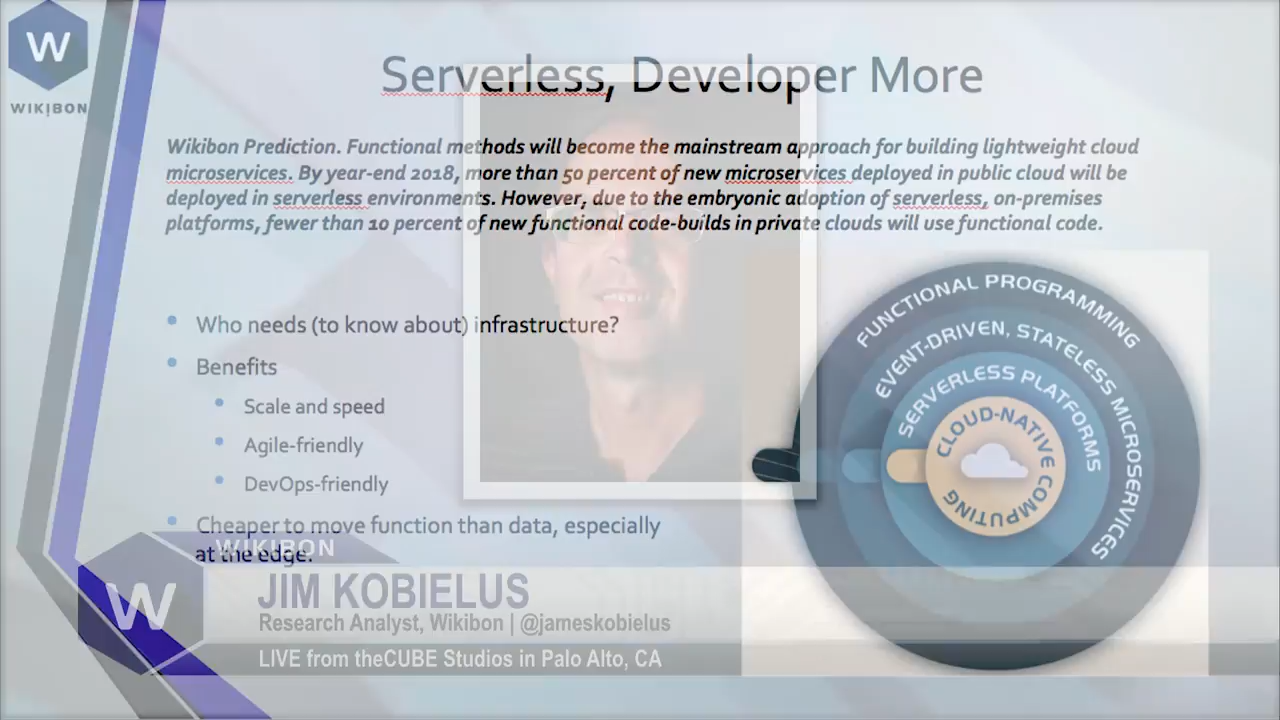 W
WIKIBON
Serverless, Developer More
Wikibon Prediction. Functional methods will become the mainstream approach for building lightweight cloud
microservices. By year-end 2018, more than 50 percent of new microservices deployed in public cloud will be
deployed in serverless environments. However, due to the embryonic adoption of serverless, on-premises
platforms, fewer than 10 percent of new functional code-builds in private clouds will use functional code.
Who needs (to know about) infrastructure?
Benefits
Scale and speed
Agile-friendly
DevOps-friendly
Cheaper to move function than data, especially
at the edge.
FUNCTIONAL PROGRAMMING
EVENT-DRIVEN, STATELESS MICROSERVICES
SERVERLESS PLATFORMS
CLOUD-NATIVE COMPUTING
WIKIBON
W
JIM KOBIELUS
Research Analyst, Wikibon | @jameskobielus
LIVE from theCUBE Studios in Palo Alto, CA